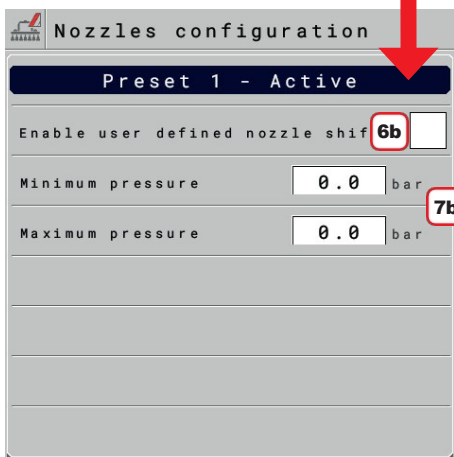 Nozzles configuration
Preset 1 - Active
Enable user defined nozzle shif 6b
Minimum pressure 0.0 bar
7b
Maximum pressure 0.0 bar